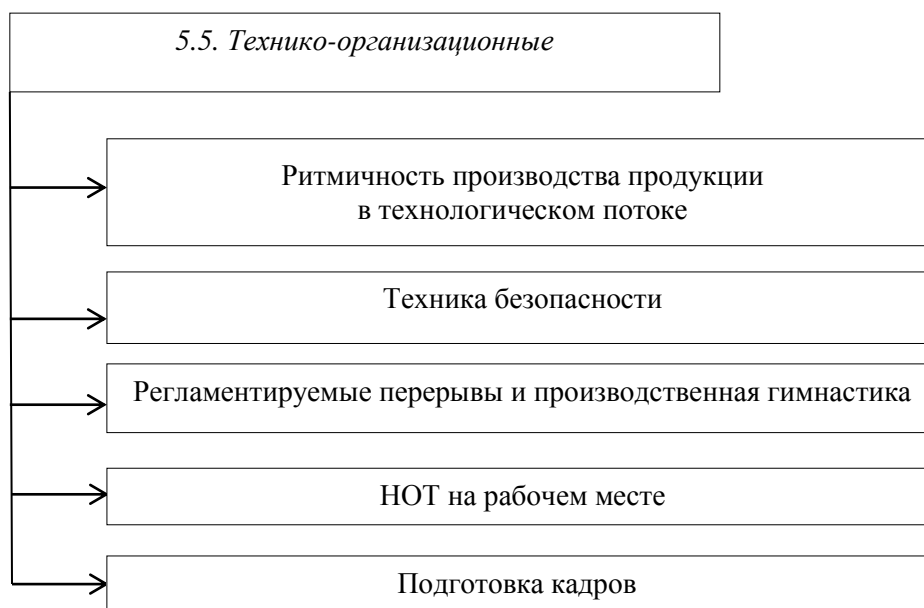 5.5. Технико-организационные
Ритмичность производства продукции
в технологическом потоке
Техника безопасности
Регламентируемые перерывы и производственная гимнастика
НОТ на рабочем месте
Подготовка кадров